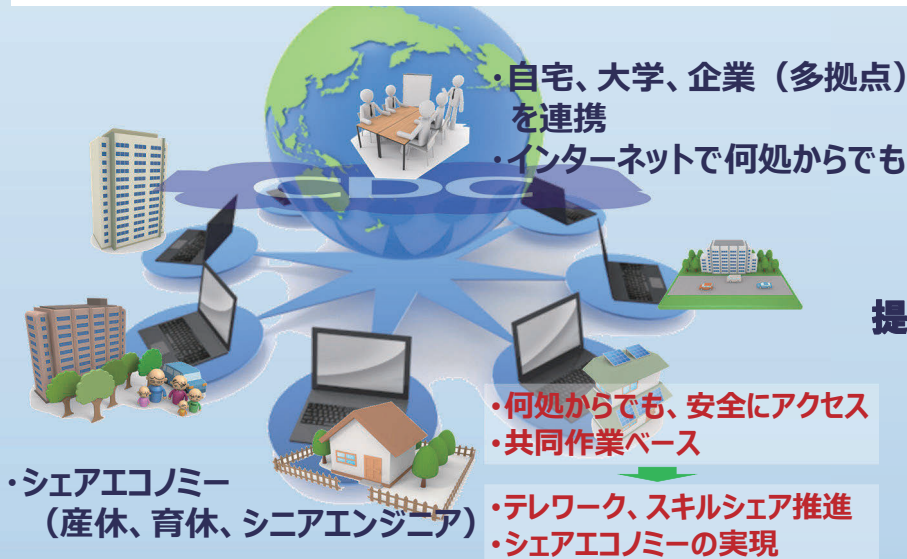 ・自宅、大学、企業（多拠点）
を連携
・インターネットで何処からでも
CDC
提
・何処からでも、安全にアクセス
・共同作業ベース
・シェアエコノミー
（産休、育休、シニアエンジニア）
・テレワーク、スキルシェア推進
・シェアエコノミーの実現